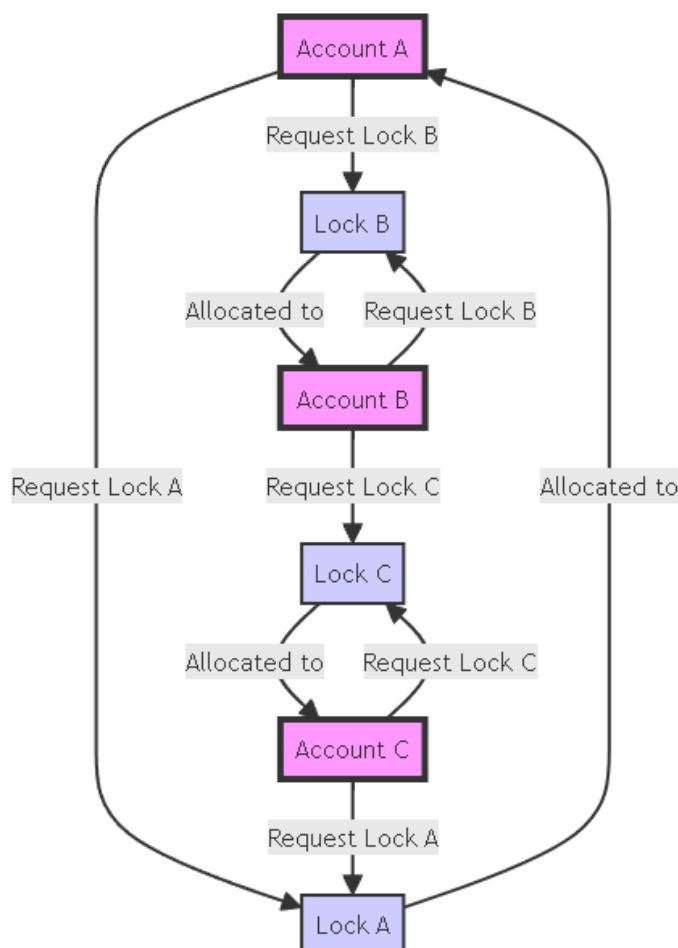 Account A
Request Lock B
Lock B
Allocated to
Request Lock B
Account B
Request Lock A
Request Lock C
Allocated to
Lock C
Allocated to
Request Lock C
Account C
Request Lock A
Lock A